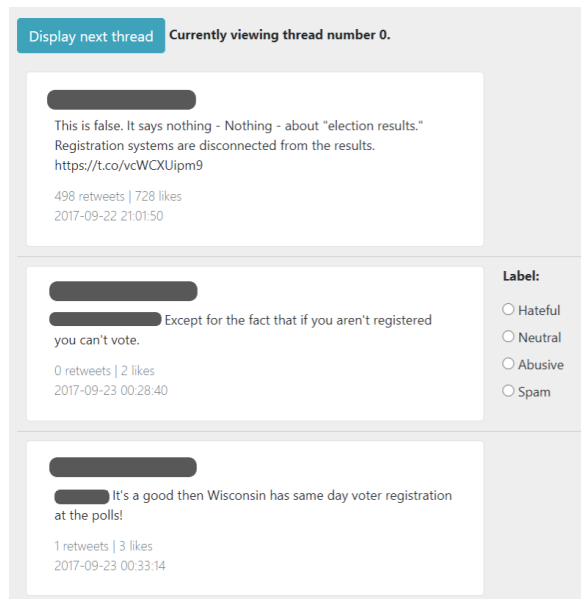 Display next thread Currently viewing thread number 0.
This is false. It says nothing - Nothing - about "election results."
Registration systems are disconnected from the results.
https://t.co/vcWCXUipm9
498 retweets | 728 likes
2017-09-22 21:01:50
Label:
Hateful
Neutral
Abusive
Spam
Except for the fact that if you aren't registered
you can't vote.
0 retweets | 2 likes
2017-09-23 00:28:40
It's a good then Wisconsin has same day voter registration
at the polls!
1 retweets | 3 likes
2017-09-23 00:33:14